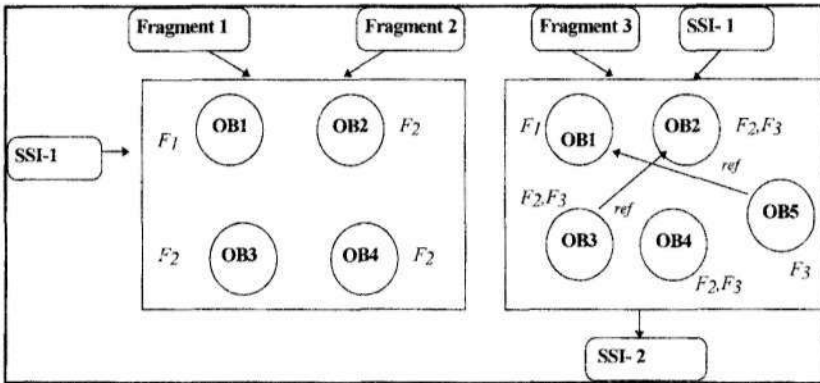 Fragment 1
Fragment 2
Fragment 3
SSI- 1
F1
OB1
OB2
F2
F1
OB1
OB2
F2,F3
SSI-1
ref
F2,F3
ref
OB5
F2
OB3
OB4
F2
OB3
OB4
F3
F2,F3
SSI- 2